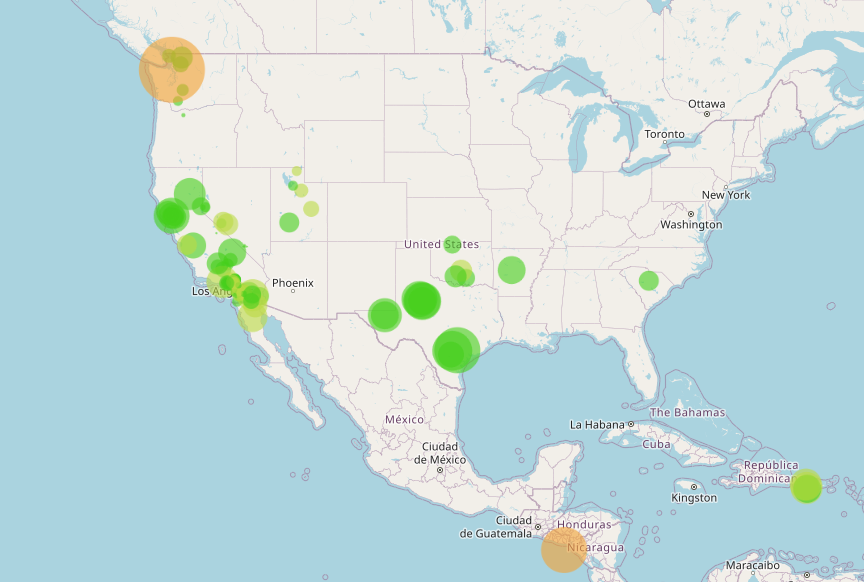 Ottawa
Toronto
New York
Washington
United States
Phoenix
Los Ang
México
Ciudad
de México
La Habana
The Bahamas
Cuba
República
Dominican
Kingston
Ciudad
de Guatemala
Honduras
Nicaragua
Maracaibo